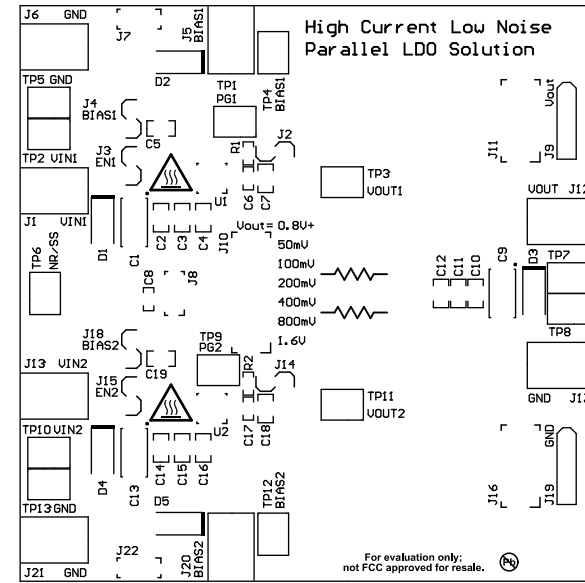 High Current Low Noise
Parallel LDO Solution
J6 GND
J7
J5
BIAS1
D2
TP5 GND
TP1
PG1
TP4
BIAS1
J4
BIAS1
C5
J3
EN1
TP2 VIN1
R1
J2
J11
Vout
J9
TP3
VOUT1
U1
C6
C7
J1 VIN1
D1
C1
C2
C3
C4
J10
VOUT J12
TP6
NR/SS
C8
J8
Vout= 0.8V+
50mV
100mV
200mV
400mV
800mV
1.6V
C12
C11
C10
C9
D3
TP7
TP8
J18
BIAS2
C19
TP9
PG2
R2
J14
J13 VIN2
J15
EN2
GND
TP11
VOUT2
U2
C17
C18
TP10 VIN2
D4
C13
C14
C15
C16
D5
TP12
BIAS2
J16
GND
J19
TP13 GND
J22
J20
BIAS2
J21 GND
For evaluation only;
not FCC approved for resale.
Pb